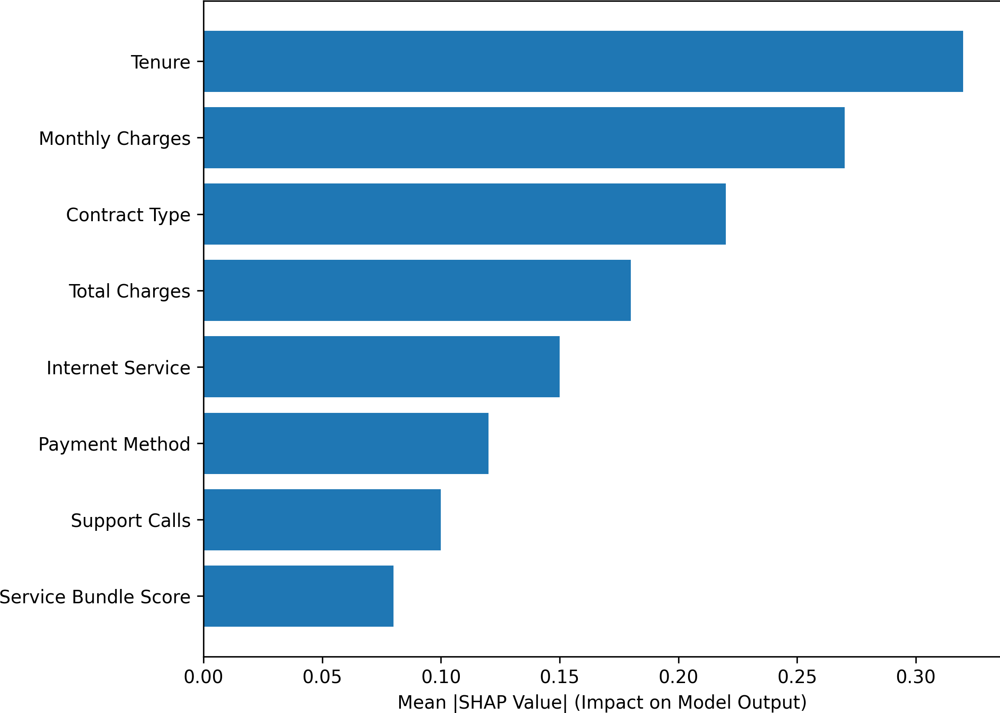 Tenure
Monthly Charges
Contract Type
Total Charges
Internet Service
Payment Method
Support Calls
Service Bundle Score
0.00 0.05 0.10 0.15 0.20 0.25 0.30
Mean |SHAP Value| (Impact on Model Output)